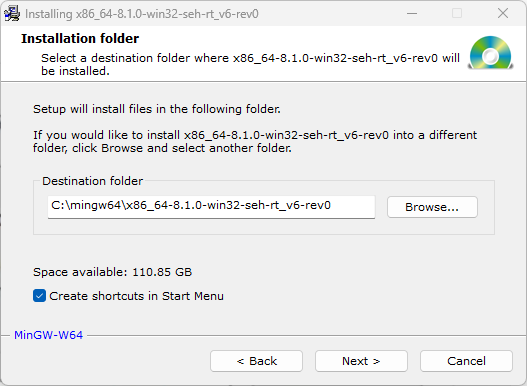 Installing x86_64-8.1.0-win32-seh-rt_v6-rev0
Installation folder
Select a destination folder where x86_64-8.1.0-win32-seh-rt_v6-rev0 will
be installed.
Setup will install files in the following folder.
If you would like to install x86_64-8.1.0-win32-seh-rt_v6-rev0 into a different
folder, click Browse and select another folder.
Destination folder
C:\mingw64\x86_64-8.1.0-win32-seh-rt_v6-rev0
Browse...
Space available: 110.85 GB
Create shortcuts in Start Menu
MinGW-W64
< Back
Next >
Cancel